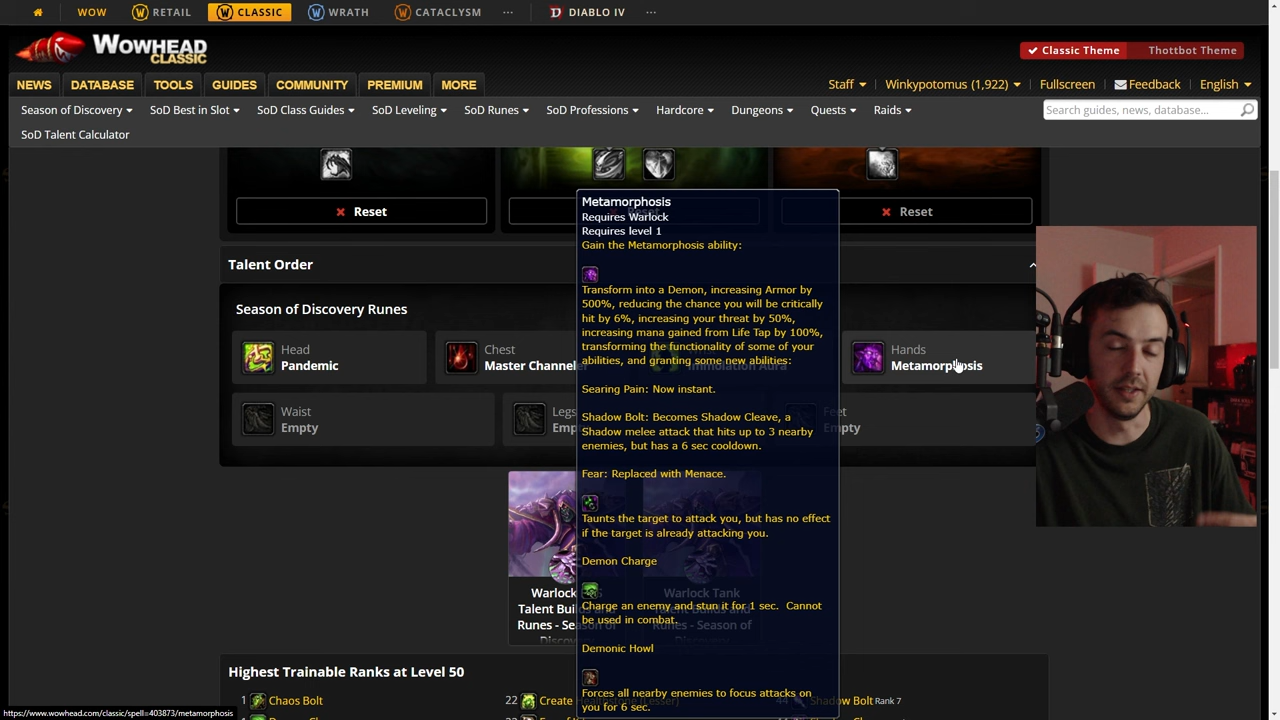 WOW
RETAIL
CLASSIC
WRATH
CATACLYSM
DIABLO IV
WOWHEAD
CLASSIC
Classic Theme
Thottbot Theme
NEWS
DATABASE
TOOLS
GUIDES
COMMUNITY
PREMIUM
MORE
Staff
Winkypotomus (1,922)
Fullscreen
Feedback
English
Season of Discovery
SoD Best in Slot
SoD Class Guides
SoD Leveling
SoD Runes
SoD Professions
Hardcore
Dungeons
Quests
Raids
Search guides, news, database...
SoD Talent Calculator
Reset
Reset
Talent Order
Season of Discovery Runes
Head
Pandemic
Chest
Master Channele
Immolation Aura
Hands
Metamorphosis
Waist
Empty
Legs
Emp
Feet
Empty
Metamorphosis
Requires Warlock
Requires level 1
Gain the Metamorphosis ability:
Transform into a Demon, increasing Armor by
500%, reducing the chance you will be critically
hit by 6%, increasing your threat by 50%,
increasing mana gained from Life Tap by 100%,
transforming the functionality of some of your
abilities, and granting some new abilities:
Searing Pain: Now instant.
Shadow Bolt: Becomes Shadow Cleave, a
Shadow melee attack that hits up to 3 nearby
enemies, but has a 6 sec cooldown.
Fear: Replaced with Menace.
Taunts the target to attack you, but has no effect
if the target is already attacking you.
Demon Charge
Charge an enemy and stun it for 1 sec. Cannot
be used in combat.
Demonic Howl
Forces all nearby enemies to focus attacks on
you for 6 sec.
Warlock
Talent Buil
Runes - Seaso
Warlock Tank
Talent Builds and
Runes - Season of
Highest Trainable Ranks at Level 50
1 Chaos Bolt
22 Create Healthstone (Lesser)
44 Shadow Bolt Rank 7
https://www.wowhead.com/classic/spell=403873/metamorphosis